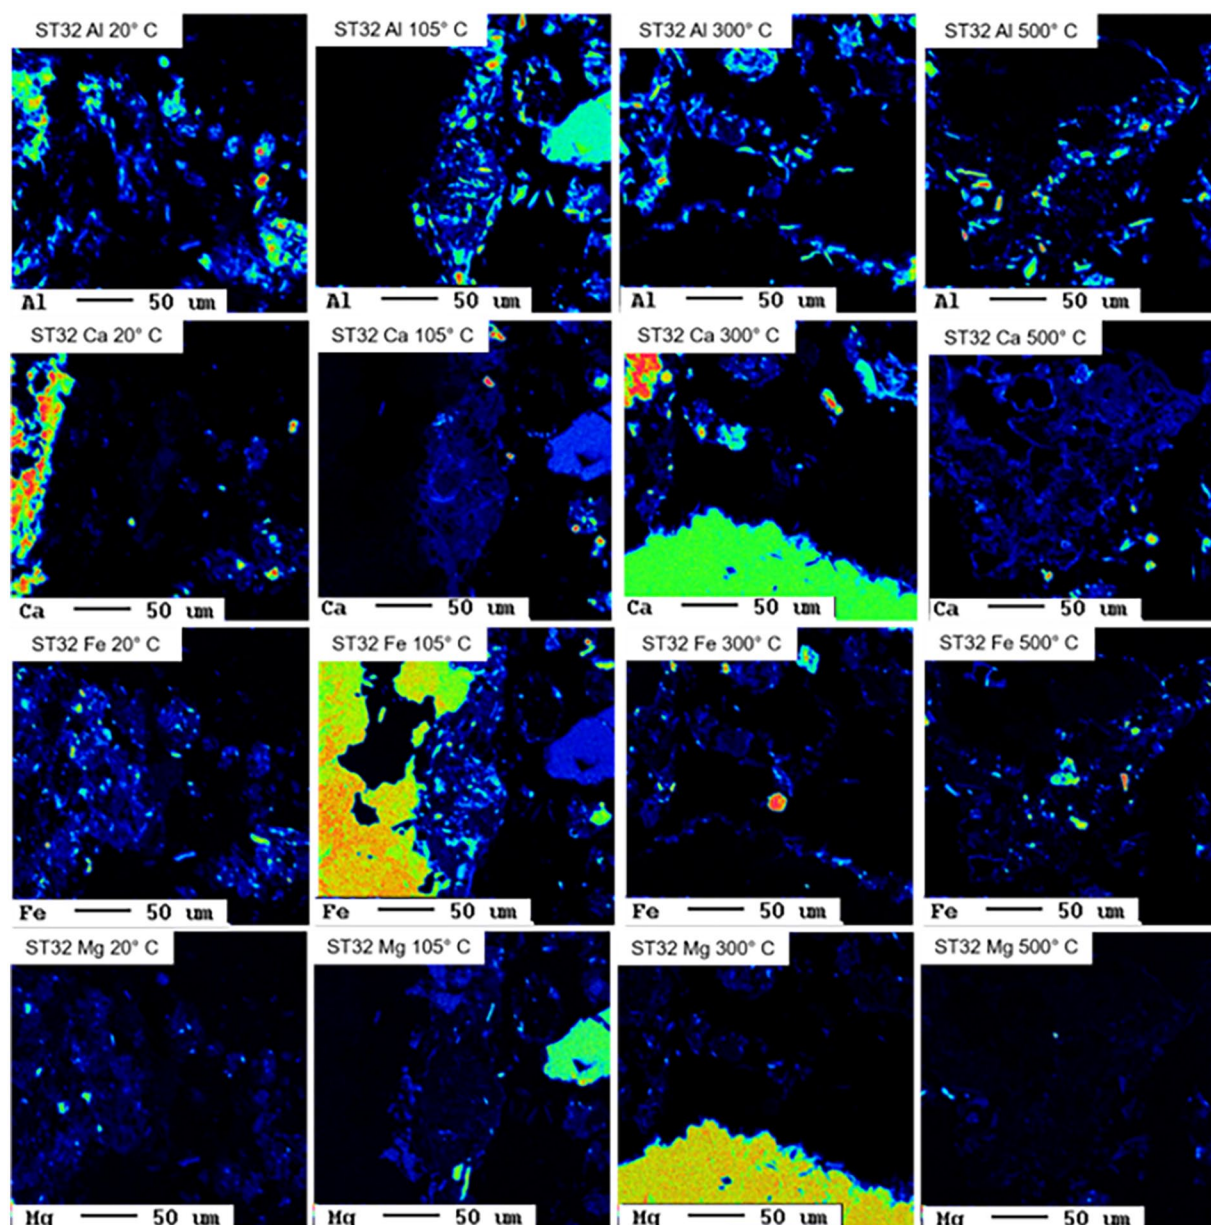 ST32 Al 20° C
ST32 Al 105° C
ST32 Al 300° C
ST32 Al 500° C
Al 50 um
Al 50 um
Al 50 um
Al 50 um
ST32 Ca 20° C
ST32 Ca 105° C
ST32 Ca 300° C
ST32 Ca 500° C
Ca 50 um
Ca 50 um
Ca 50 um
Ca 50 um
ST32 Fe 20° C
ST32 Fe 105° C
ST32 Fe 300° C
ST32 Fe 500° C
Fe 50 um
Fe 50 um
Fe 50 um
Fe 50 um
ST32 Mg 20° C
ST32 Mg 105° C
ST32 Mg 300° C
ST32 Mg 500° C
Mg 50 um
Mg 50 um
Mg 50 um
Mg 50 um